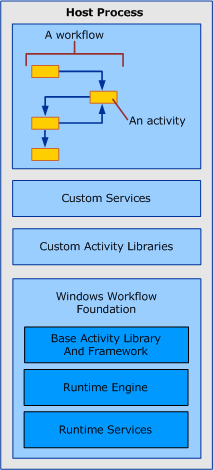 Host Process
A workflow
An activity
Custom Services
Custom Activity Libraries
Windows Workflow
Foundation
Base Activity Library
And Framework
Runtime Engine
Runtime Services